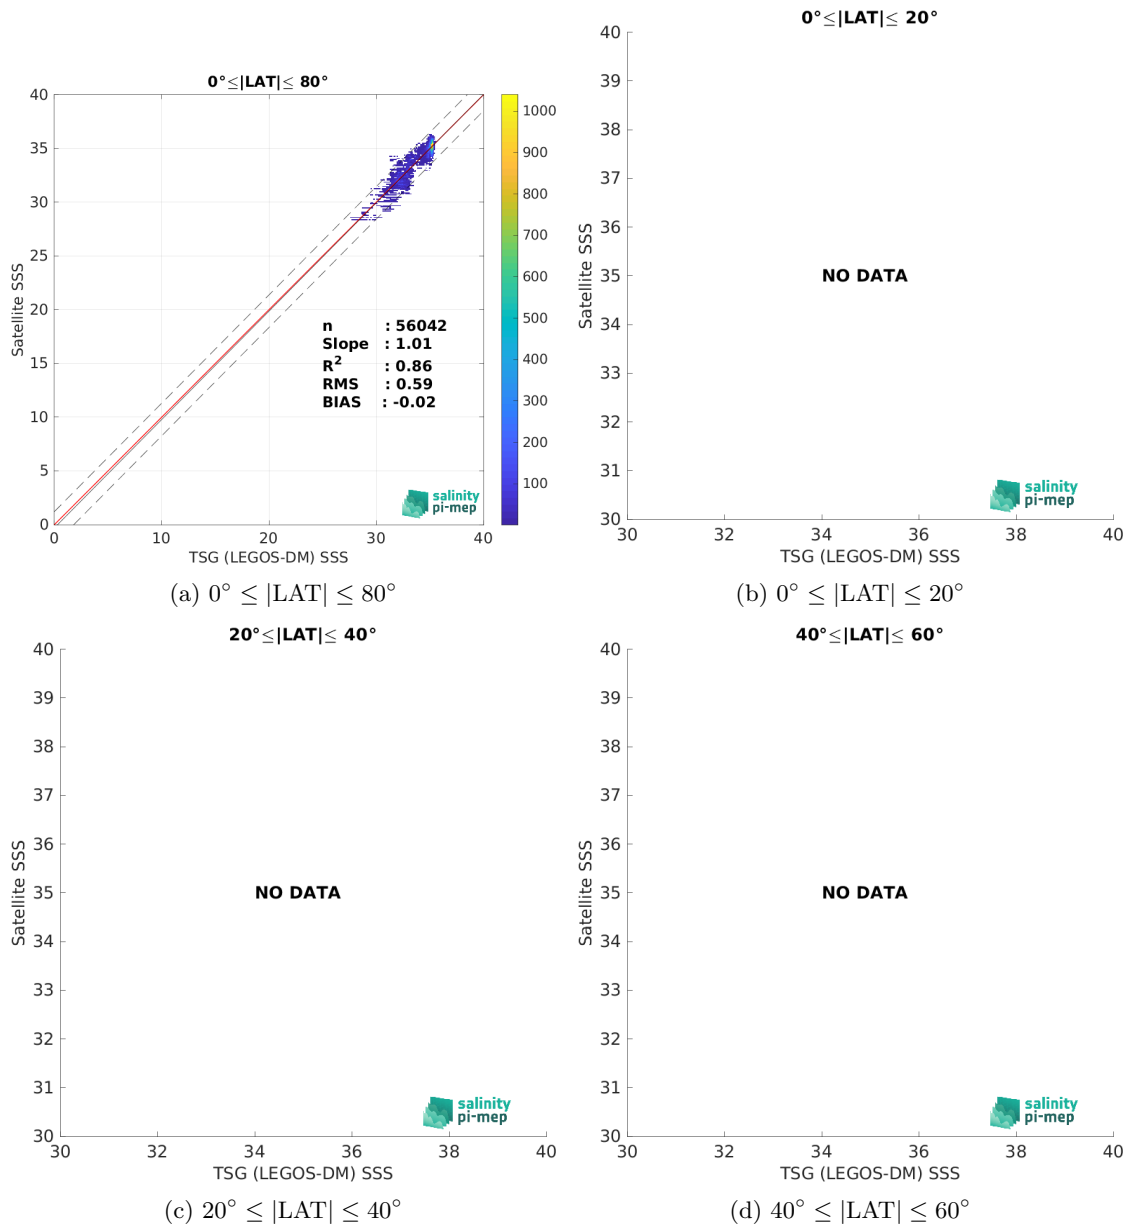 0°≤|LAT|≤ 80°
40
35
30
25
20
15
10
5
0
Satellite SSS
n : 56042
Slope : 1.01
R² : 0.86
RMS : 0.59
BIAS : -0.02
salinity
pi-mep
0 10 20 30 40
TSG (LEGOS-DM) SSS
1000
900
800
700
600
500
400
300
200
100
(a) 0° ≤ |LAT| ≤ 80°
0°≤|LAT|≤ 20°
40
39
38
37
36
35
34
33
32
31
30
Satellite SSS
NO DATA
salinity
pi-mep
30 32 34 36 38 40
TSG (LEGOS-DM) SSS
(b) 0° ≤ |LAT| ≤ 20°
20°≤|LAT|≤ 40°
40
39
38
37
36
35
34
33
32
31
30
Satellite SSS
NO DATA
salinity
pi-mep
30 32 34 36 38 40
TSG (LEGOS-DM) SSS
(c) 20° ≤ |LAT| ≤ 40°
40°≤|LAT|≤ 60°
40
39
38
37
36
35
34
33
32
31
30
Satellite SSS
NO DATA
salinity
pi-mep
30 32 34 36 38 40
TSG (LEGOS-DM) SSS
(d) 40° ≤ |LAT| ≤ 60°